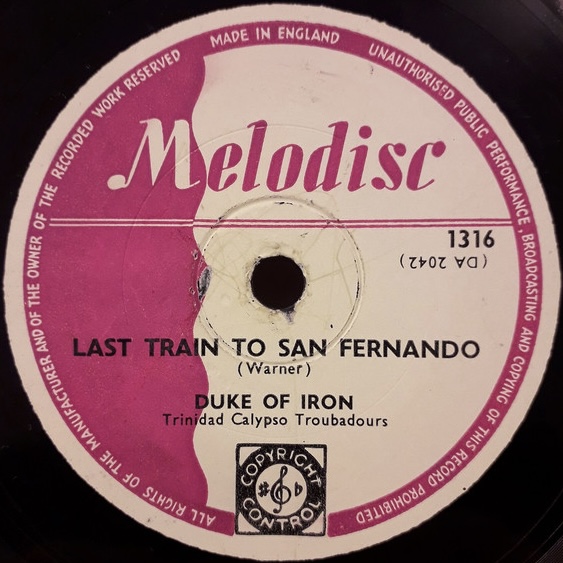 ALL RIGHTS OF THE MANUFACTURER AND OF THE OWNER OF THE RECORDED WORK RESERVED
MADE IN ENGLAND
UNAUTHORISED PUBLIC PERFORMANCE, BROADCASTING AND COPYING OF THIS RECORD PROHIBITED
Melodisc
1316
(DA 2042)
LAST TRAIN TO SAN FERNANDO
(Warner)
DUKE OF IRON
Trinidad Calypso Troubadours
COPYRIGHT
CONTROL